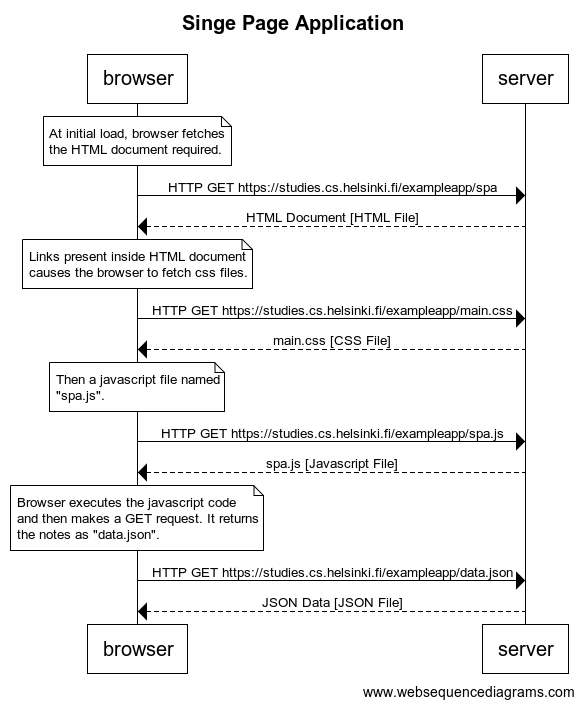 Singe Page Application
browser
server
At initial load, browser fetches
the HTML document required.
HTTP GET https://studies.cs.helsinki.fi/exampleapp/spa
HTML Document [HTML File]
Links present inside HTML document
causes the browser to fetch css files.
HTTP GET https://studies.cs.helsinki.fi/exampleapp/main.css
main.css [CSS File]
Then a javascript file named
"spa.js".
HTTP GET https://studies.cs.helsinki.fi/exampleapp/spa.js
spa.js [Javascript File]
Browser executes the javascript code
and then makes a GET request. It returns
the notes as "data.json".
HTTP GET https://studies.cs.helsinki.fi/exampleapp/data.json
JSON Data [JSON File]
browser
server
www.websequencediagrams.com